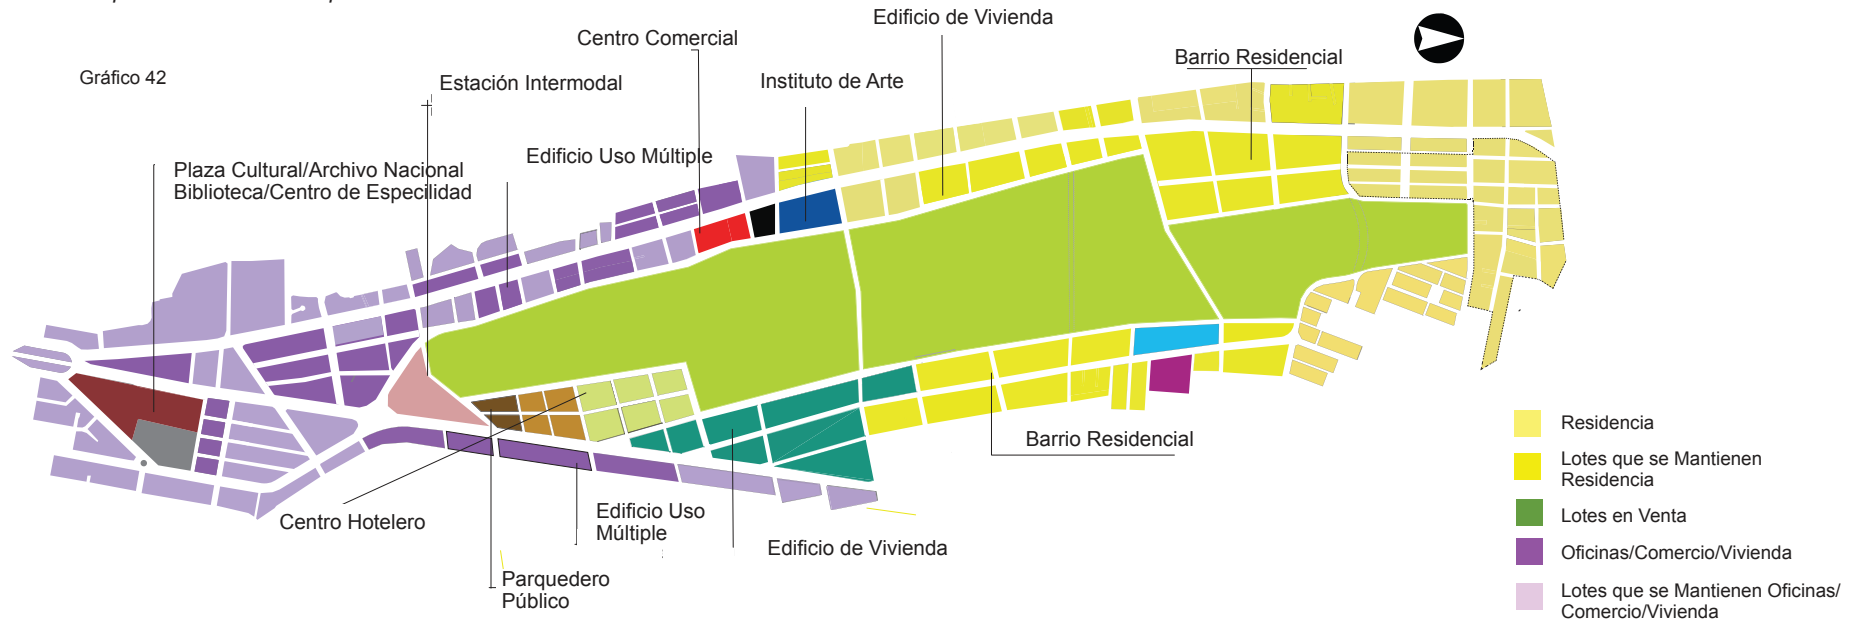 Gráfico 42
Edificio de Vivienda
Centro Comercial
Barrio Residencial
Estación Intermodal
Instituto de Arte
Edificio Uso Múltiple
Plaza Cultural/Archivo Nacional
Biblioteca/Centro de Especilidad
Barrio Residencial
Centro Hotelero
Edificio Uso
Múltiple
Edificio de Vivienda
Parquedero
Público
Residencia
Lotes que se Mantienen
Residencia
Lotes en Venta
Oficinas/Comercio/Vivienda
Lotes que se Mantienen Oficinas/
Comercio/Vivienda